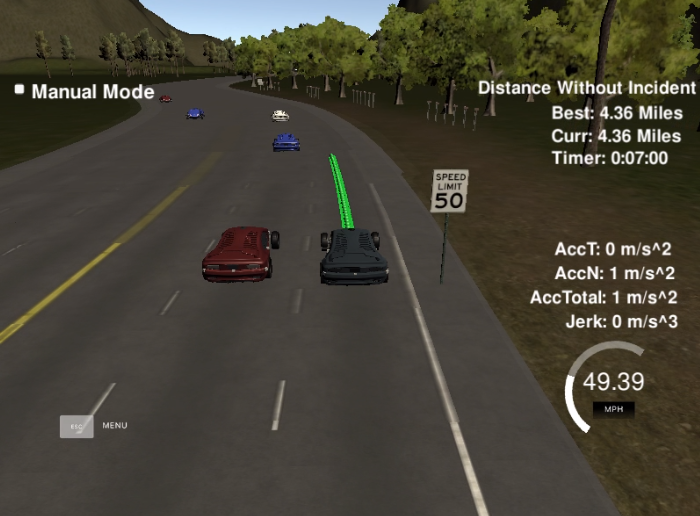 Manual Mode
Distance Without Incident
Best: 4.36 Miles
Curr: 4.36 Miles
Timer: 0:07:00
SPEED
LIMIT
50
AccT: 0 m/s^2
AccN: 1 m/s^2
AccTotal: 1 m/s^2
Jerk: 0 m/s^3
49.39
MPH
ESC
MENU